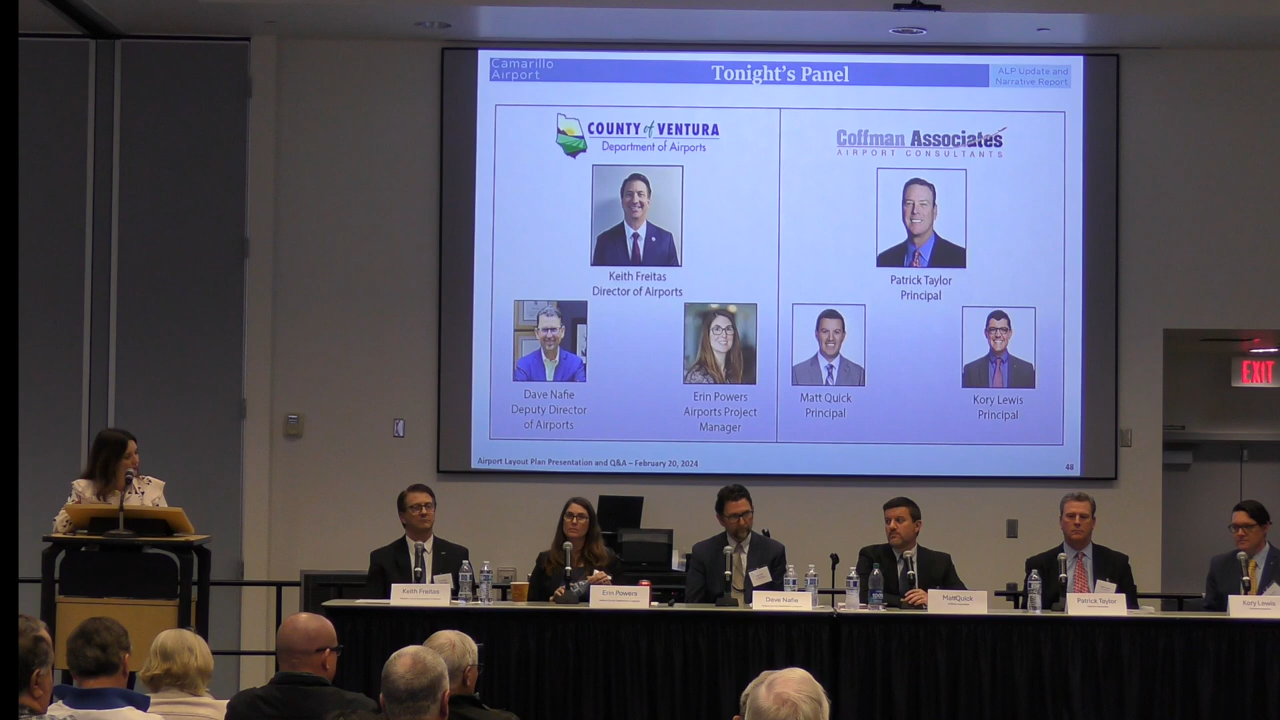 Camarillo
Airport
Tonight's Panel
ALP Update and
Narrative Report
COUNTY of VENTURA
Department of Airports
Coffman Associates
AIRPORT CONSULTANTS
Keith Freitas
Director of Airports
Patrick Taylor
Principal
Dave Nafie
Deputy Director
of Airports
Erin Powers
Airports Project
Manager
Matt Quick
Principal
Kory Lewis
Principal
Airport Layout Plan Presentation and Q&A – February 20, 2024
48
EXIT
Keith Freitas
Erin Powers
Dave Nafie
MattQuick
Patrick Taylor
Kory Lewis